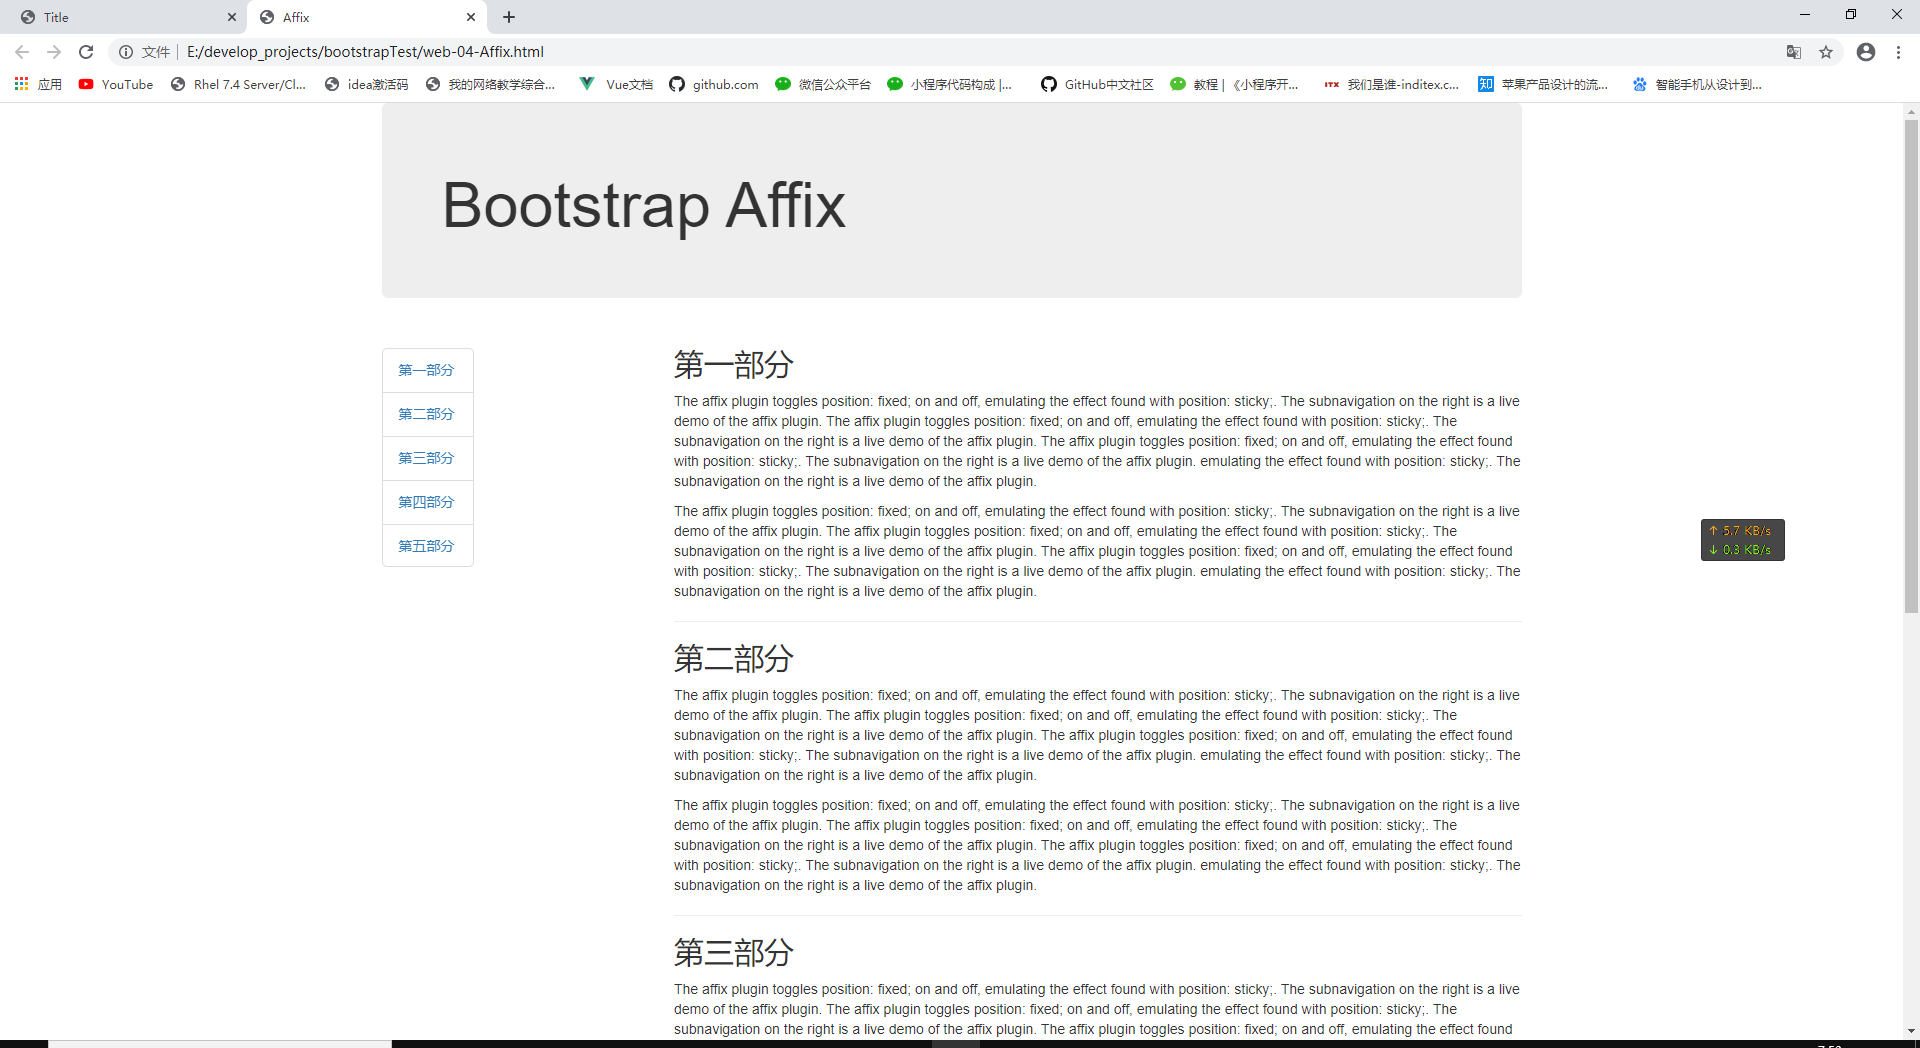 Title
Affix
文件
E:/develop_projects/bootstrapTest/web-04-Affix.html
应用
YouTube
Rhel 7.4 Server/Cl...
idea激活码
我的网络教学综合...
Vue文档
github.com
微信公众平台
小程序代码构成 |...
GitHub中文社区
教程 | 《小程序开...
ITX
我们是谁-inditex.c...
知
苹果产品设计的流...
智能手机从设计到...
Bootstrap Affix
第一部分
第二部分
第三部分
第四部分
第五部分
第一部分
The affix plugin toggles position: fixed; on and off, emulating the effect found with position: sticky;. The subnavigation on the right is a live
demo of the affix plugin. The affix plugin toggles position: fixed; on and off, emulating the effect found with position: sticky;. The
subnavigation on the right is a live demo of the affix plugin. The affix plugin toggles position: fixed; on and off, emulating the effect found
with position: sticky;. The subnavigation on the right is a live demo of the affix plugin. emulating the effect found with position: sticky;. The
subnavigation on the right is a live demo of the affix plugin.
The affix plugin toggles position: fixed; on and off, emulating the effect found with position: sticky;. The subnavigation on the right is a live
demo of the affix plugin. The affix plugin toggles position: fixed; on and off, emulating the effect found with position: sticky;. The
subnavigation on the right is a live demo of the affix plugin. The affix plugin toggles position: fixed; on and off, emulating the effect found
with position: sticky;. The subnavigation on the right is a live demo of the affix plugin. emulating the effect found with position: sticky;. The
subnavigation on the right is a live demo of the affix plugin.
↑ 5.7 KB/s
↓ 0.3 KB/s
第二部分
The affix plugin toggles position: fixed; on and off, emulating the effect found with position: sticky;. The subnavigation on the right is a live
demo of the affix plugin. The affix plugin toggles position: fixed; on and off, emulating the effect found with position: sticky;. The
subnavigation on the right is a live demo of the affix plugin. The affix plugin toggles position: fixed; on and off, emulating the effect found
with position: sticky;. The subnavigation on the right is a live demo of the affix plugin. emulating the effect found with position: sticky;. The
subnavigation on the right is a live demo of the affix plugin.
The affix plugin toggles position: fixed; on and off, emulating the effect found with position: sticky;. The subnavigation on the right is a live
demo of the affix plugin. The affix plugin toggles position: fixed; on and off, emulating the effect found with position: sticky;. The
subnavigation on the right is a live demo of the affix plugin. The affix plugin toggles position: fixed; on and off, emulating the effect found
with position: sticky;. The subnavigation on the right is a live demo of the affix plugin. emulating the effect found with position: sticky;. The
subnavigation on the right is a live demo of the affix plugin.
第三部分
The affix plugin toggles position: fixed; on and off, emulating the effect found with position: sticky;. The subnavigation on the right is a live
demo of the affix plugin. The affix plugin toggles position: fixed; on and off, emulating the effect found with position: sticky;. The
subnavigation on the right is a live demo of the affix plugin. The affix plugin toggles position: fixed; on and off, emulating the effect found